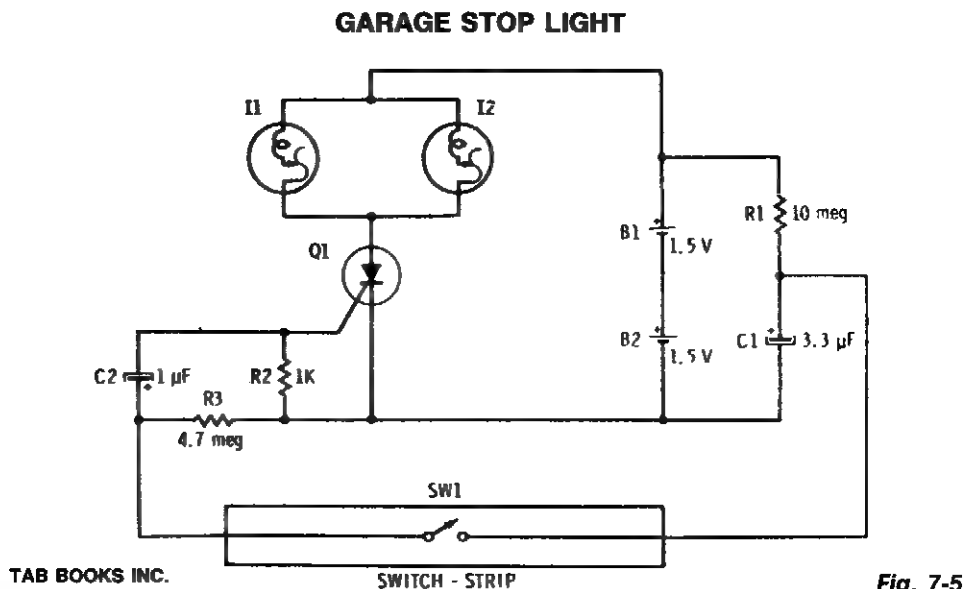 GARAGE STOP LIGHT
I1
I2
Q1
B1
1.5 V
B2
1.5 V
R1
10 meg
C1
3.3 µF
C2
1 µF
R2
1K
R3
4.7 meg
SW1
SWITCH - STRIP
TAB BOOKS INC.
Fig. 7-5